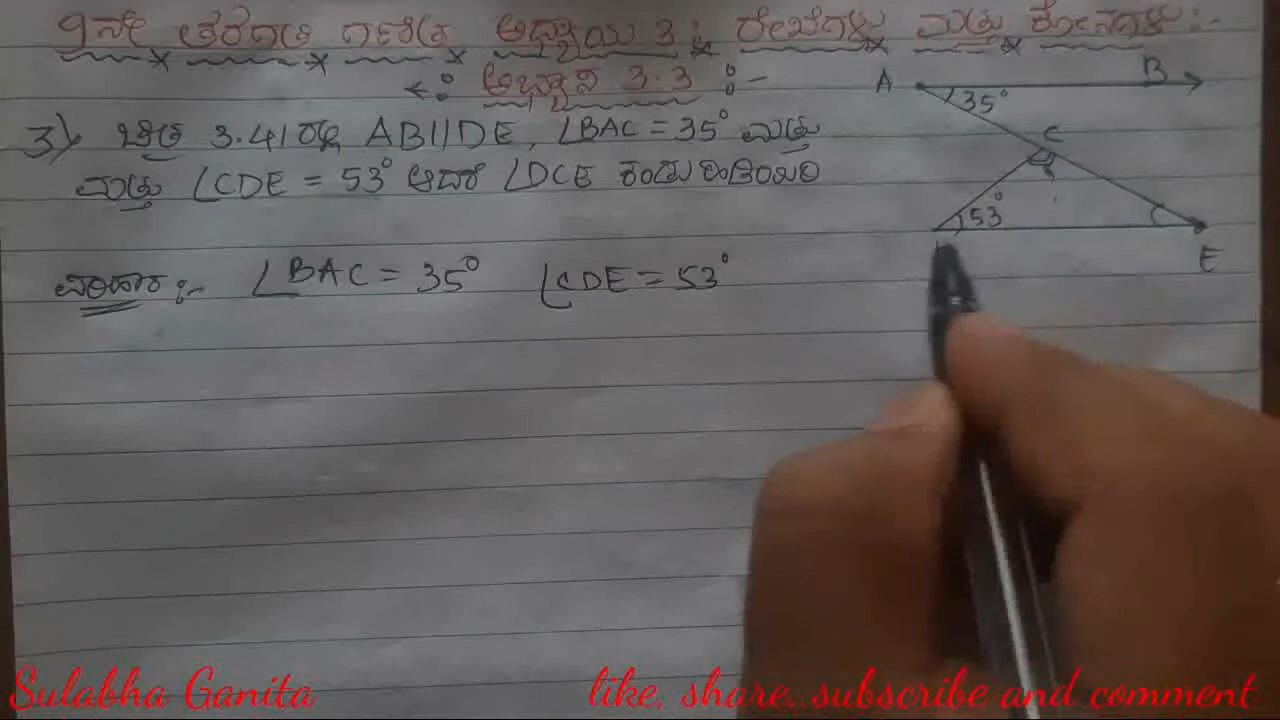 9ನೇ ತರಗತಿ ಗಣಿತ ಅಧ್ಯಾಯ 3 : ರೇಖೆಗಳು ಮತ್ತು ಕೋನಗಳು :-
←: ಅಭ್ಯಾಸ 3.3 :-
3) ಚಿತ್ರ 3.41ರಲ್ಲಿ AB||DE, ∠BAC = 35° ಮತ್ತು
ಮತ್ತು ∠CDE = 53° ಆದರೆ ∠DCE ಕಂಡು ಹಿಡಿಯಿರಿ
ಪರಿಹಾರ :- ∠BAC = 35° ∠CDE = 53°
A B
35°
C
?
53°
E
Sulabha Ganita like, share, subscribe and comment